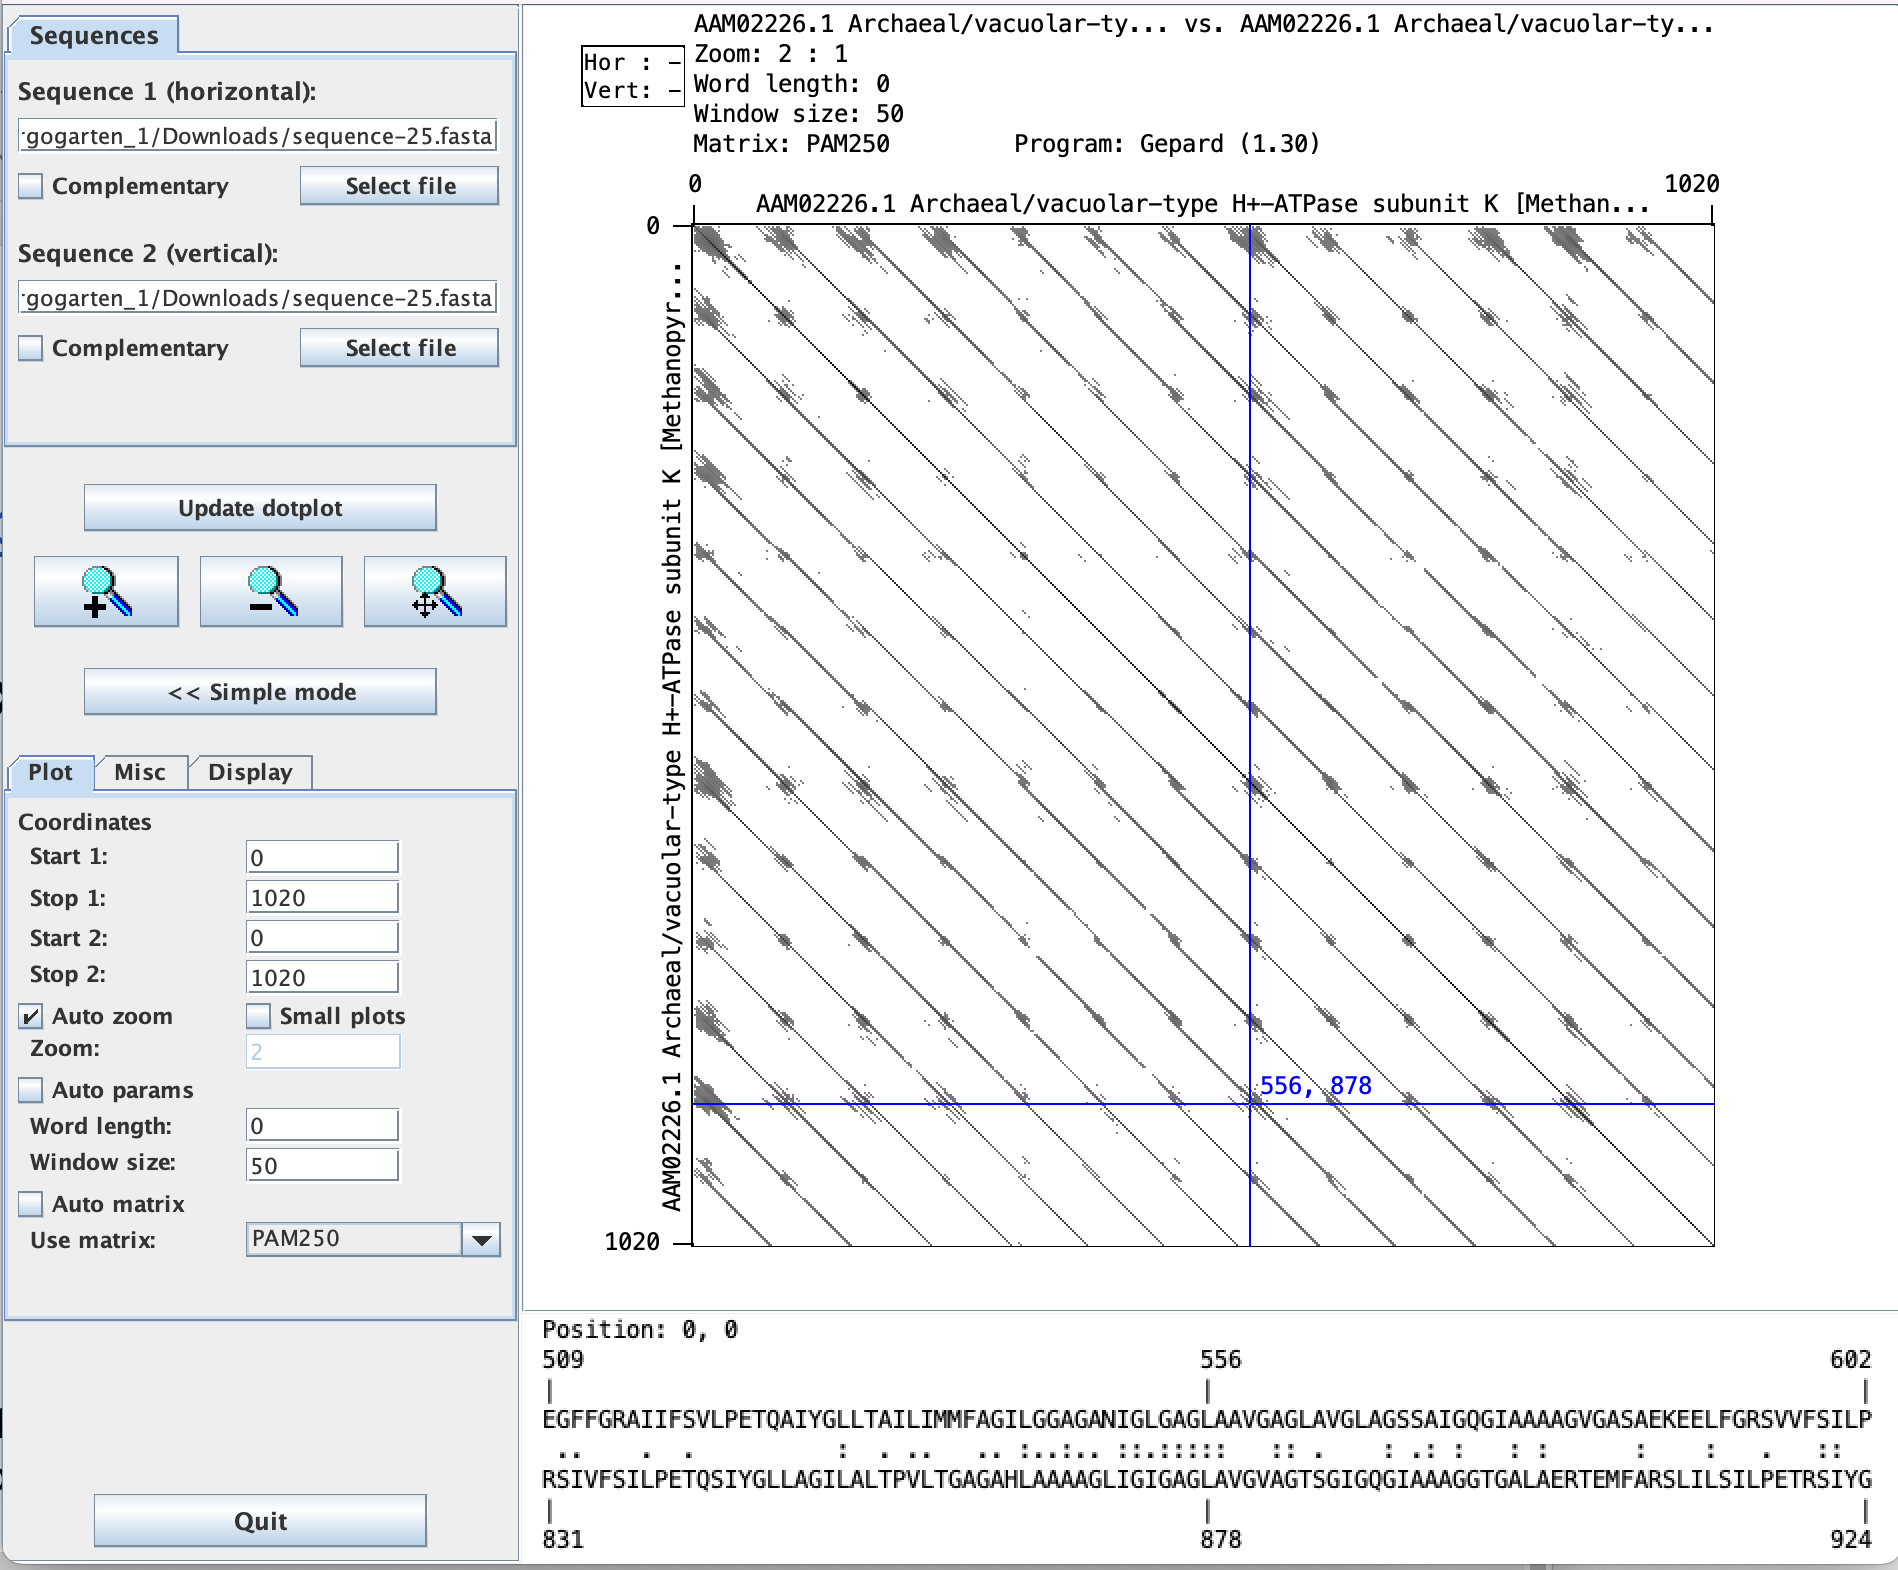 Sequences
Sequence 1 (horizontal):
gogarten_1/Downloads/sequence-25.fasta
Complementary
Select file
Sequence 2 (vertical):
gogarten_1/Downloads/sequence-25.fasta
Complementary
Select file
Update dotplot
<< Simple mode
Plot
Misc
Display
Coordinates
Start 1:
0
Stop 1:
1020
Start 2:
0
Stop 2:
1020
Auto zoom
Small plots
Zoom:
2
Auto params
Word length:
0
Window size:
50
Auto matrix
Use matrix:
PAM250
Quit
AAM02226.1 Archaeal/vacuolar-ty... vs. AAM02226.1 Archaeal/vacuolar-ty...
Hor : -
Vert: -
Zoom: 2 : 1
Word length: 0
Window size: 50
Matrix: PAM250
Program: Gepard (1.30)
0
1020
AAM02226.1 Archaeal/vacuolar-type H+-ATPase subunit K [Methan...
0
AAM02226.1 Archaeal/vacuolar-type H+-ATPase subunit K [Methanopyr...
1020
556, 878
Position: 0, 0
509 556 602
EGFFGRAIIFSVLPETQAIYGLLTAILIMMFAGILGGAGANIGLGAGLAAVGAGLAVGLAGSSAIGQGIAAAAGVGASAEKEELFGRSVVFSILP
RSIVFSILPETQSIYGLLAGILALTPVLTGAGAHLAAAAGLIGIGAGLAVGVAGTSGIGQGIAAAGGTGALAERTEMFARSLILSILPETRSIYG
831 878 924